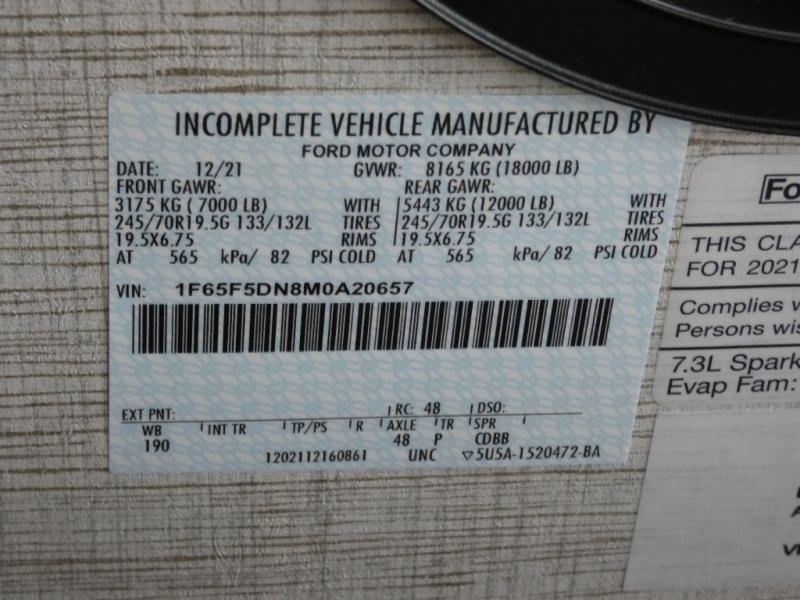 INCOMPLETE VEHICLE MANUFACTURED BY
FORD MOTOR COMPANY
DATE: 12/21 GVWR: 8165 KG (18000 LB)
FRONT GAWR: REAR GAWR:
3175 KG ( 7000 LB) WITH 5443 KG (12000 LB) WITH
245/70R19.5G 133/132L TIRES 245/70R19.5G 133/132L TIRES
19.5X6.75 RIMS 19.5X6.75 RIMS
AT 565 kPa/ 82 PSI COLD AT 565 kPa/ 82 PSI COLD
VIN: 1F65F5DN8M0A20657
EXT PNT: RC: 48 DSO:
WB INT TR TP/PS R AXLE TR SPR
190 48 P CDBB
1202112160861 UNC ▽5U5A-1520472-BA
Fo
THIS CLA
FOR 2021
Complies
Persons wi
7.3L Spark
Evap Fam: